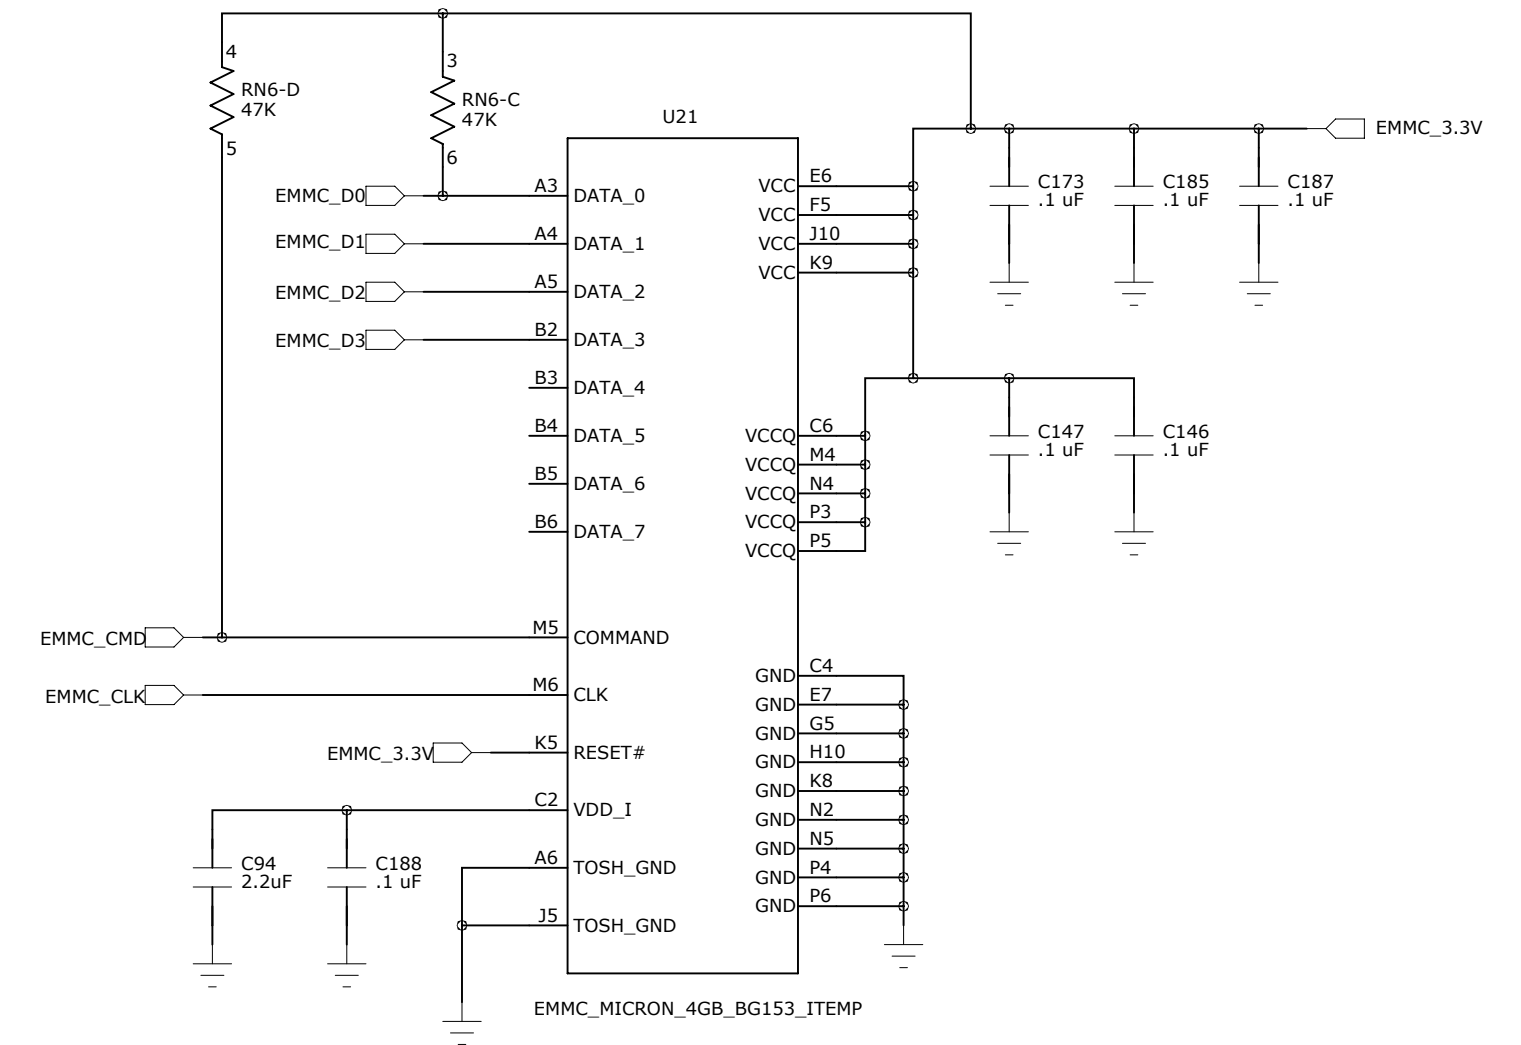 4
RN6-D
47K
5
3
RN6-C
47K
6
U21
EMMC_3.3V
EMMC_D0
A3
DATA_0
EMMC_D1
A4
DATA_1
EMMC_D2
A5
DATA_2
EMMC_D3
B2
DATA_3
B3
DATA_4
B4
DATA_5
B5
DATA_6
B6
DATA_7
EMMC_CMD
M5
COMMAND
EMMC_CLK
M6
CLK
EMMC_3.3V
K5
RESET#
C2
VDD_I
A6
TOSH_GND
J5
TOSH_GND
C94
2.2uF
C188
.1 uF
VCC
E6
VCC
F5
VCC
J10
VCC
K9
C173
.1 uF
C185
.1 uF
C187
.1 uF
VCCQ
C6
VCCQ
M4
VCCQ
N4
VCCQ
P3
VCCQ
P5
C147
.1 uF
C146
.1 uF
GND
C4
GND
E7
GND
G5
GND
H10
GND
K8
GND
N2
GND
N5
GND
P4
GND
P6
EMMC_MICRON_4GB_BG153_ITEMP